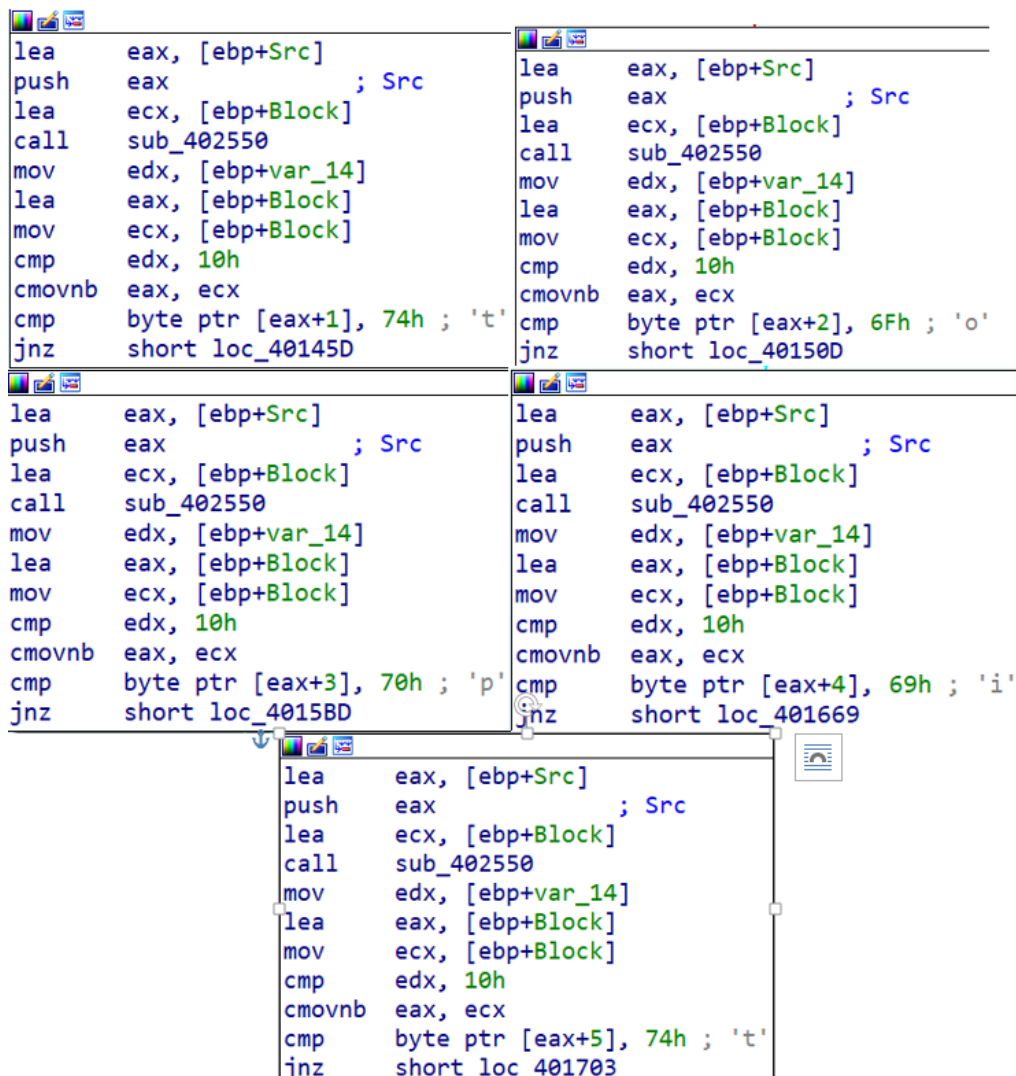 lea eax, [ebp+Src]
push eax ; Src
lea ecx, [ebp+Block]
call sub_402550
mov edx, [ebp+var_14]
lea eax, [ebp+Block]
mov ecx, [ebp+Block]
cmp edx, 10h
cmovnb eax, ecx
cmp byte ptr [eax+1], 74h ; 't'
jnz short loc_40145D
lea eax, [ebp+Src]
push eax ; Src
lea ecx, [ebp+Block]
call sub_402550
mov edx, [ebp+var_14]
lea eax, [ebp+Block]
mov ecx, [ebp+Block]
cmp edx, 10h
cmovnb eax, ecx
cmp byte ptr [eax+2], 6Fh ; 'o'
jnz short loc_40150D
lea eax, [ebp+Src]
push eax ; Src
lea ecx, [ebp+Block]
call sub_402550
mov edx, [ebp+var_14]
lea eax, [ebp+Block]
mov ecx, [ebp+Block]
cmp edx, 10h
cmovnb eax, ecx
cmp byte ptr [eax+3], 70h ; 'p'
jnz short loc_4015BD
lea eax, [ebp+Src]
push eax ; Src
lea ecx, [ebp+Block]
call sub_402550
mov edx, [ebp+var_14]
lea eax, [ebp+Block]
mov ecx, [ebp+Block]
cmp edx, 10h
cmovnb eax, ecx
cmp byte ptr [eax+4], 69h ; 'i'
jnz short loc_401669
lea eax, [ebp+Src]
push eax ; Src
lea ecx, [ebp+Block]
call sub_402550
mov edx, [ebp+var_14]
lea eax, [ebp+Block]
mov ecx, [ebp+Block]
cmp edx, 10h
cmovnb eax, ecx
cmp byte ptr [eax+5], 74h ; 't'
jnz short loc_401703